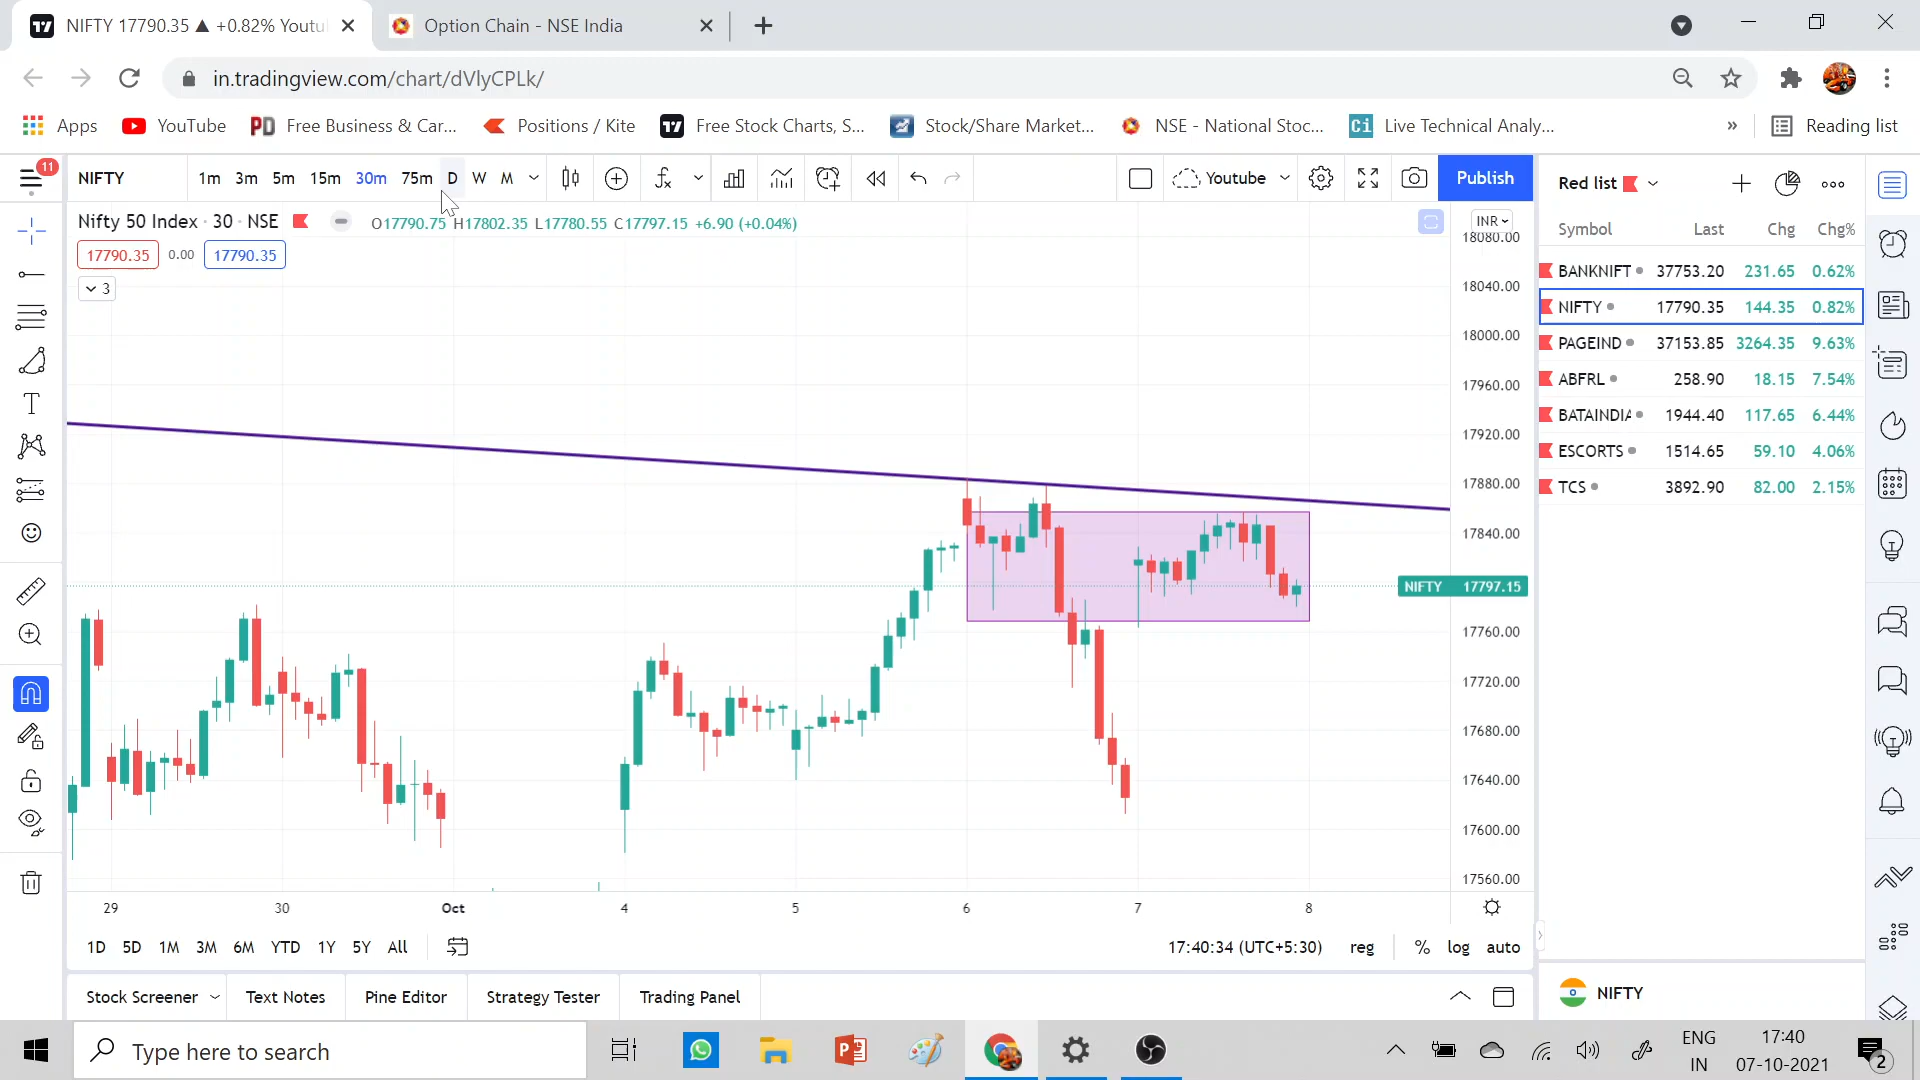 NIFTY 17790.35 ▲ +0.82% Youtu
Option Chain - NSE India
in.tradingview.com/chart/dVlyCPLk/
Apps YouTube PD Free Business & Car... Positions / Kite Free Stock Charts, S... Stock/Share Market... NSE - National Stoc... Ci Live Technical Analy... » Reading list
11
NIFTY 1m 3m 5m 15m 30m 75m D W M Youtube Publish
Red list
Nifty 50 Index · 30 · NSE O17790.75 H17802.35 L17780.55 C17797.15 +6.90 (+0.04%)
INR
17790.35 0.00 17790.35
3
Symbol Last Chg Chg%
BANKNIFT 37753.20 231.65 0.62%
NIFTY 17790.35 144.35 0.82%
PAGEIND 37153.85 3264.35 9.63%
ABFRL 258.90 18.15 7.54%
BATAINDIA 1944.40 117.65 6.44%
ESCORTS 1514.65 59.10 4.06%
TCS 3892.90 82.00 2.15%
18080.00
18040.00
18000.00
17960.00
17920.00
17880.00
17840.00
NIFTY 17797.15
17760.00
17720.00
17680.00
17640.00
17600.00
17560.00
29 30 Oct 4 5 6 7 8
1D 5D 1M 3M 6M YTD 1Y 5Y All 17:40:34 (UTC+5:30) reg % log auto
Stock Screener Text Notes Pine Editor Strategy Tester Trading Panel
NIFTY
Type here to search
ENG
IN
17:40
07-10-2021
2